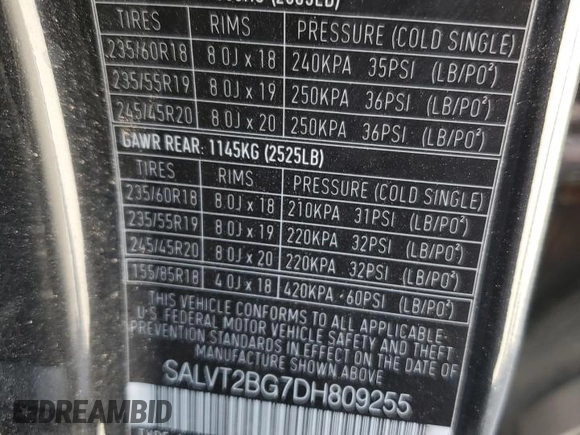 TIRES RIMS PRESSURE (COLD SINGLE)
235/60R18 8.0J x 18 240KPA 35PSI (LB/PO²)
235/55R19 8.0J x 19 250KPA 36PSI (LB/PO²)
245/45R20 8.0J x 20 250KPA 36PSI (LB/PO²)
GAWR REAR: 1145KG (2525LB)
TIRES RIMS PRESSURE (COLD SINGLE)
235/60R18 8.0J x 18 210KPA 31PSI (LB/PO²)
235/55R19 8.0J x 19 220KPA 32PSI (LB/PO²)
245/45R20 8.0J x 20 220KPA 32PSI (LB/PO²)
155/85R18 4.0J x 18 420KPA 60PSI (LB/PO²)
THIS VEHICLE CONFORMS TO ALL APPLICABLE
U.S. FEDERAL MOTOR VEHICLE SAFETY AND THEFT
PREVENTION STANDARDS IN EFFECT ON THE DATE OF
MANUFACTURE SHOWN ABOVE
SALVT2BG7DH809255
DREAMBID
TYPE